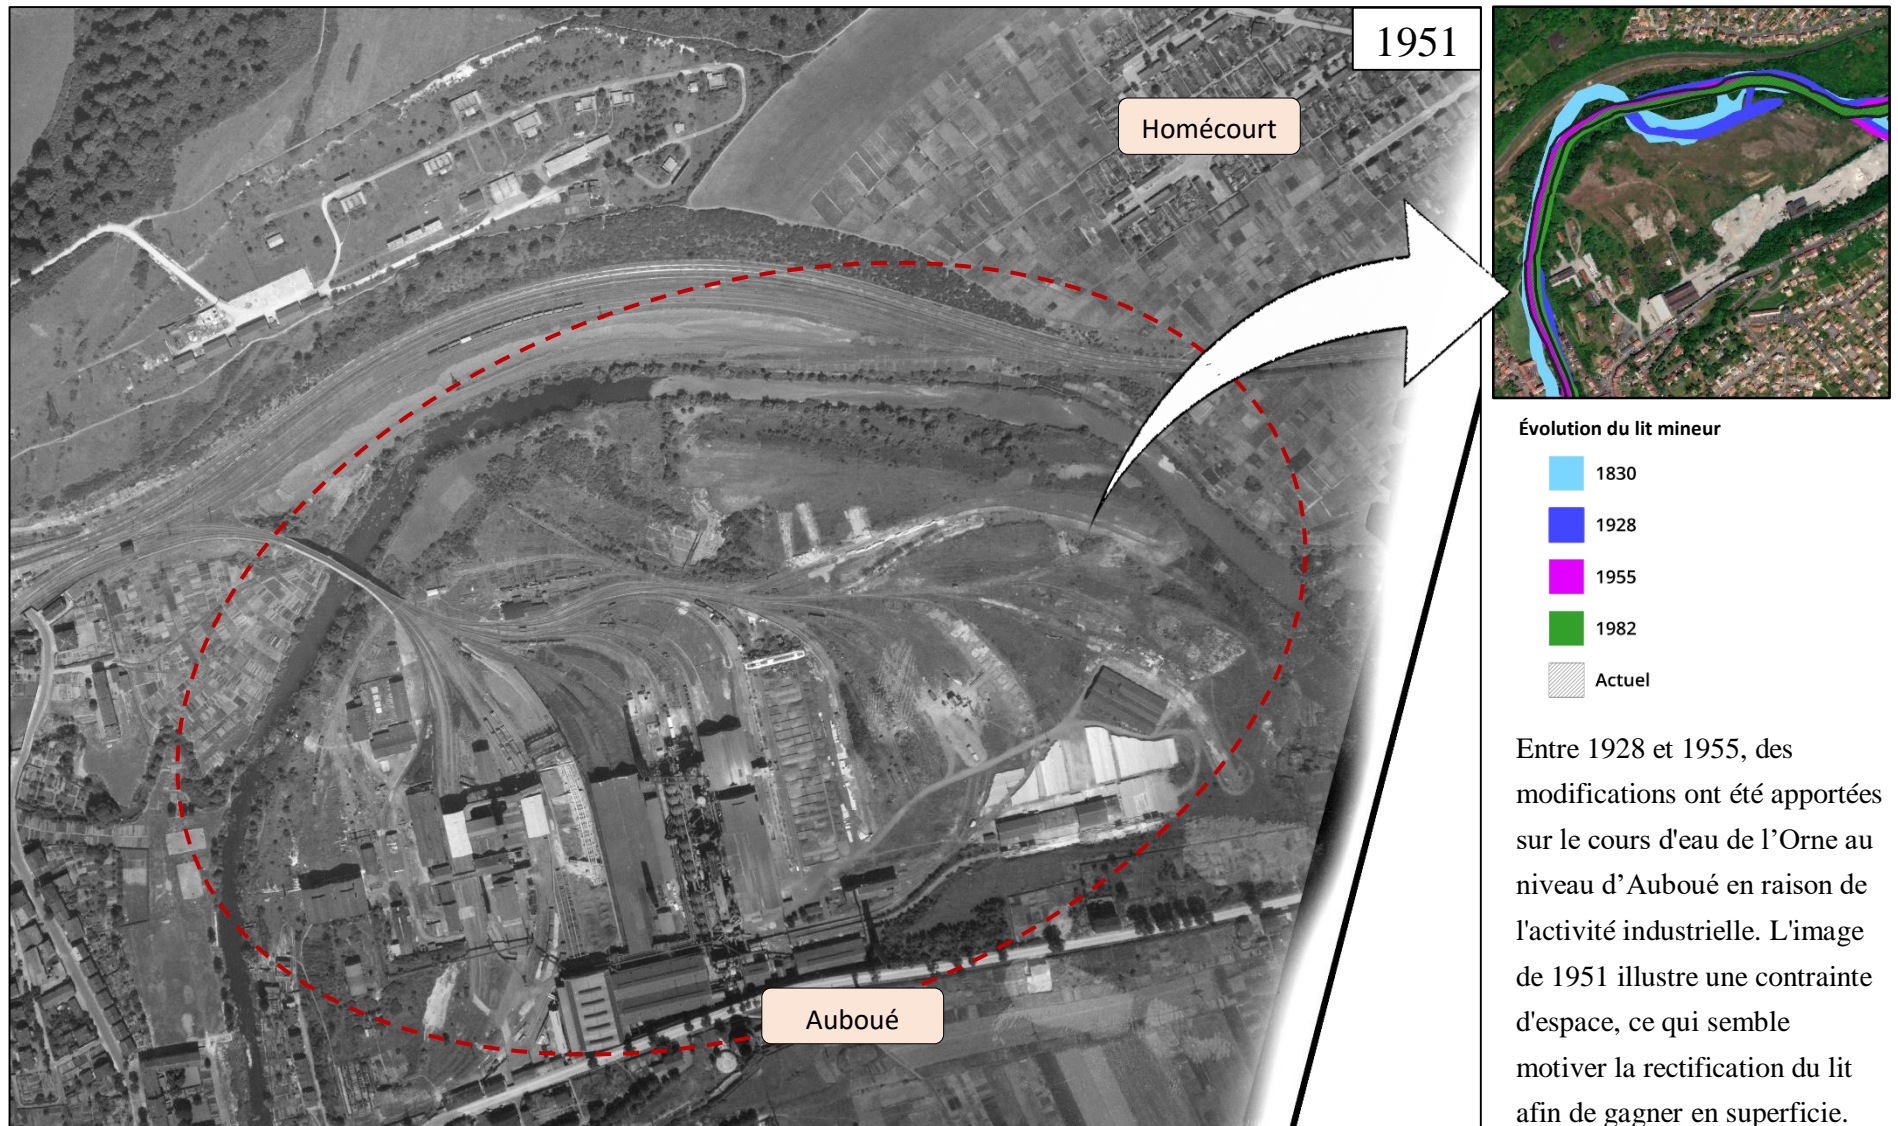 1951
Homécourt
Auboué
Évolution du lit mineur
1830
1928
1955
1982
Actuel
Entre 1928 et 1955, des
modifications ont été apportées
sur le cours d'eau de l’Orne au
niveau d’Auboué en raison de
l'activité industrielle. L'image
de 1951 illustre une contrainte
d'espace, ce qui semble
motiver la rectification du lit
afin de gagner en superficie.